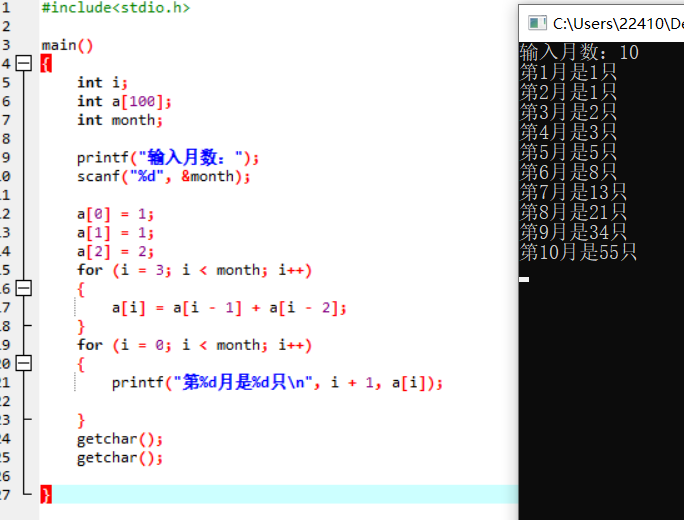 1 #include<stdio.h>
2
3 main()
4 {
5 int i;
6 int a[100];
7 int month;
8
9 printf("输入月数：");
10 scanf("%d", &month);
11
12 a[0] = 1;
13 a[1] = 1;
14 a[2] = 2;
15 for (i = 3; i < month; i++)
16 {
17 a[i] = a[i - 1] + a[i - 2];
18 }
19 for (i = 0; i < month; i++)
20 {
21 printf("第%d月是%d只\n", i + 1, a[i]);
22
23 }
24 getchar();
25 getchar();
26
27 }
C:\Users\22410\De
输入月数：10
第1月是1只
第2月是1只
第3月是2只
第4月是3只
第5月是5只
第6月是8只
第7月是13只
第8月是21只
第9月是34只
第10月是55只